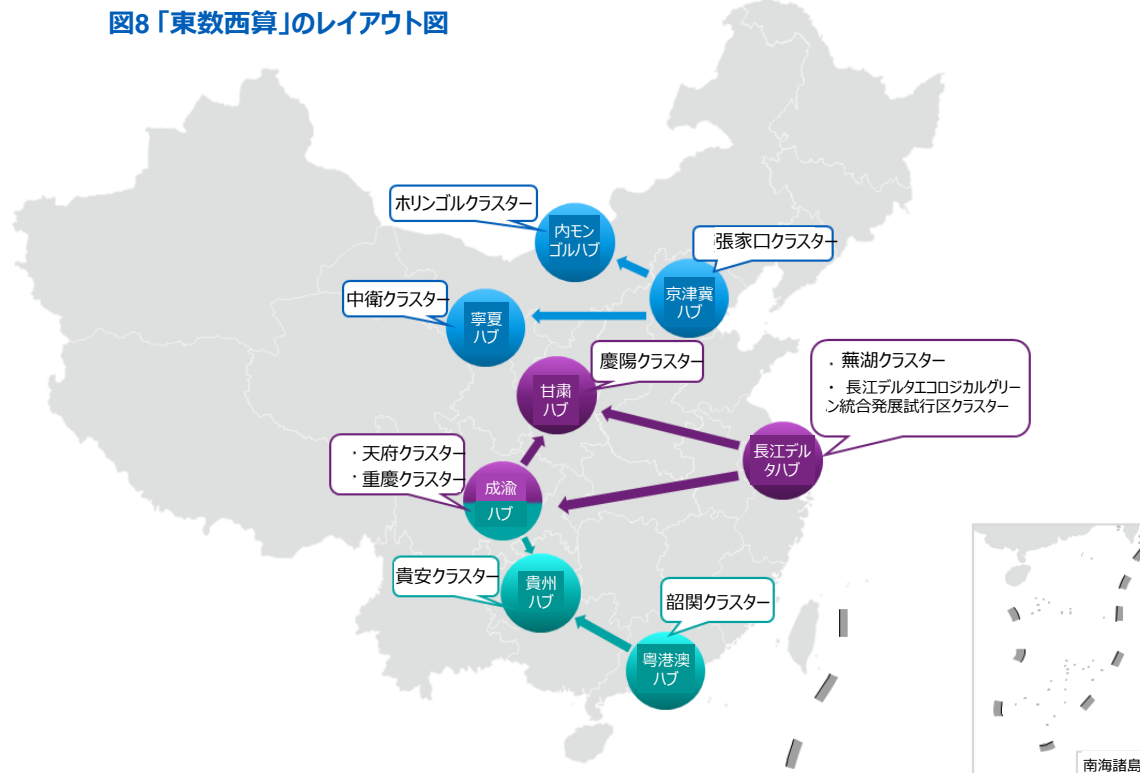 図8「東数西算」のレイアウト図
ホリンゴルクラスター
内モン
ゴルハブ
張家口クラスター
京津冀
ハブ
中衛クラスター
寧夏
ハブ
慶陽クラスター
甘粛
ハブ
・蕪湖クラスター
・ 長江デルタエコロジカルグリー
ン統合発展試行区クラスター
長江デル
タハブ
・天府クラスター
・重慶クラスター
成渝
ハブ
貴安クラスター
貴州
ハブ
韶関クラスター
粤港澳
ハブ
南海諸島